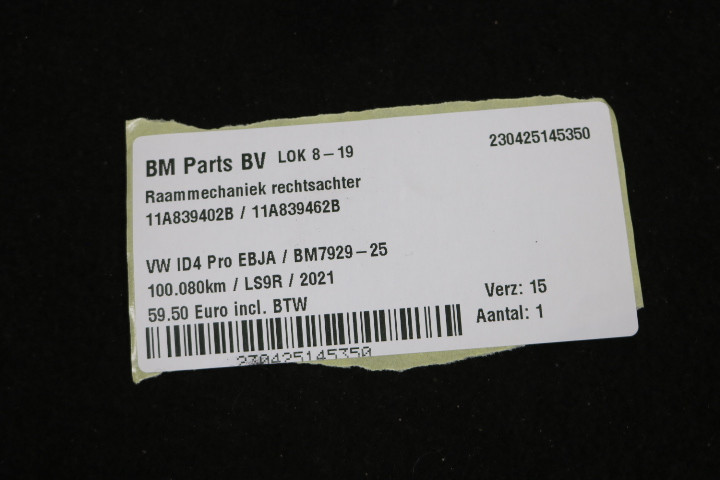 BM Parts BV LOK 8-19 230425145350
Raammechaniek rechtsachter
11A839402B / 11A839462B
VW ID4 Pro EBJA / BM7929-25
100.080km / LS9R / 2021
59.50 Euro incl. BTW
Verz: 15
Aantal: 1
230425145350